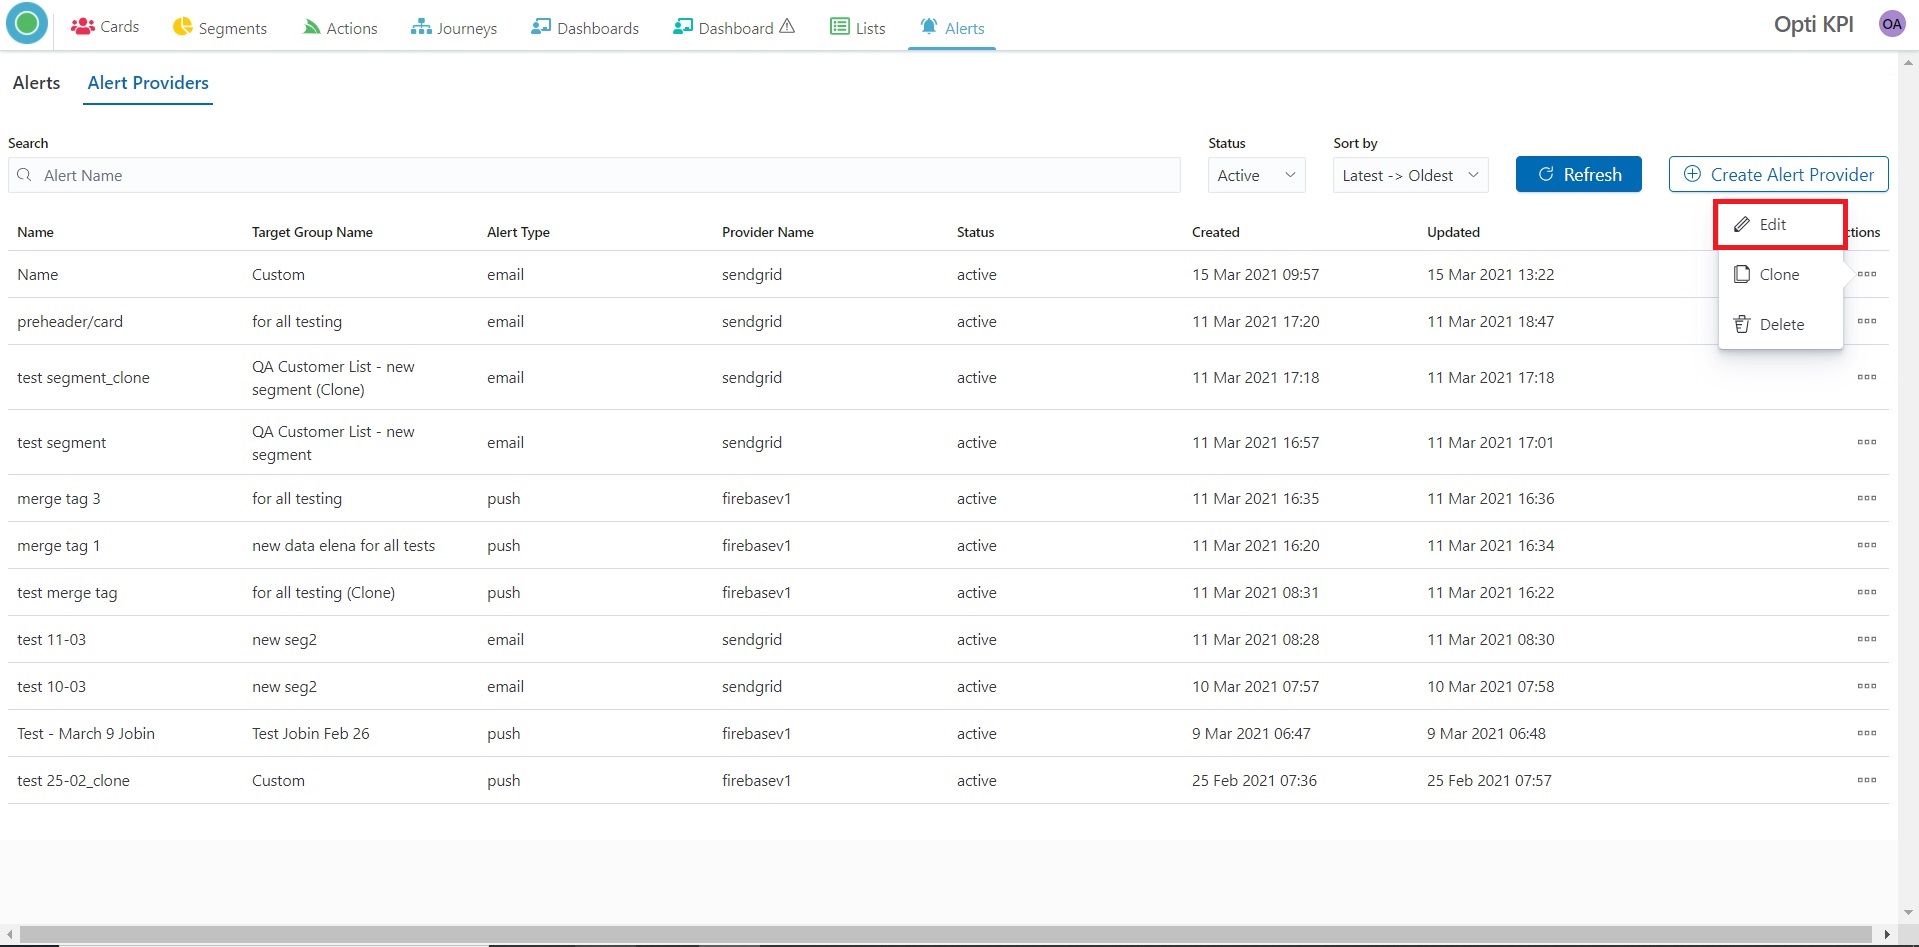 Cards Segments Actions Journeys Dashboards Dashboard Lists Alerts Opti KPI OA
Alerts Alert Providers
Search Status Sort by
Alert Name Active Latest -> Oldest Refresh Create Alert Provider
Edit
Name Target Group Name Alert Type Provider Name Status Created Updated ctions
Name Custom email sendgrid active 15 Mar 2021 09:57 15 Mar 2021 13:22 Clone
preheader/card for all testing email sendgrid active 11 Mar 2021 17:20 11 Mar 2021 18:47 Delete
test segment_clone QA Customer List - new
segment (Clone) email sendgrid active 11 Mar 2021 17:18 11 Mar 2021 17:18
test segment QA Customer List - new
segment email sendgrid active 11 Mar 2021 16:57 11 Mar 2021 17:01
merge tag 3 for all testing push firebasev1 active 11 Mar 2021 16:35 11 Mar 2021 16:36
merge tag 1 new data elena for all tests push firebasev1 active 11 Mar 2021 16:20 11 Mar 2021 16:34
test merge tag for all testing (Clone) push firebasev1 active 11 Mar 2021 08:31 11 Mar 2021 16:22
test 11-03 new seg2 email sendgrid active 11 Mar 2021 08:28 11 Mar 2021 08:30
test 10-03 new seg2 email sendgrid active 10 Mar 2021 07:57 10 Mar 2021 07:58
Test - March 9 Jobin Test Jobin Feb 26 push firebasev1 active 9 Mar 2021 06:47 9 Mar 2021 06:48
test 25-02_clone Custom push firebasev1 active 25 Feb 2021 07:36 25 Feb 2021 07:57